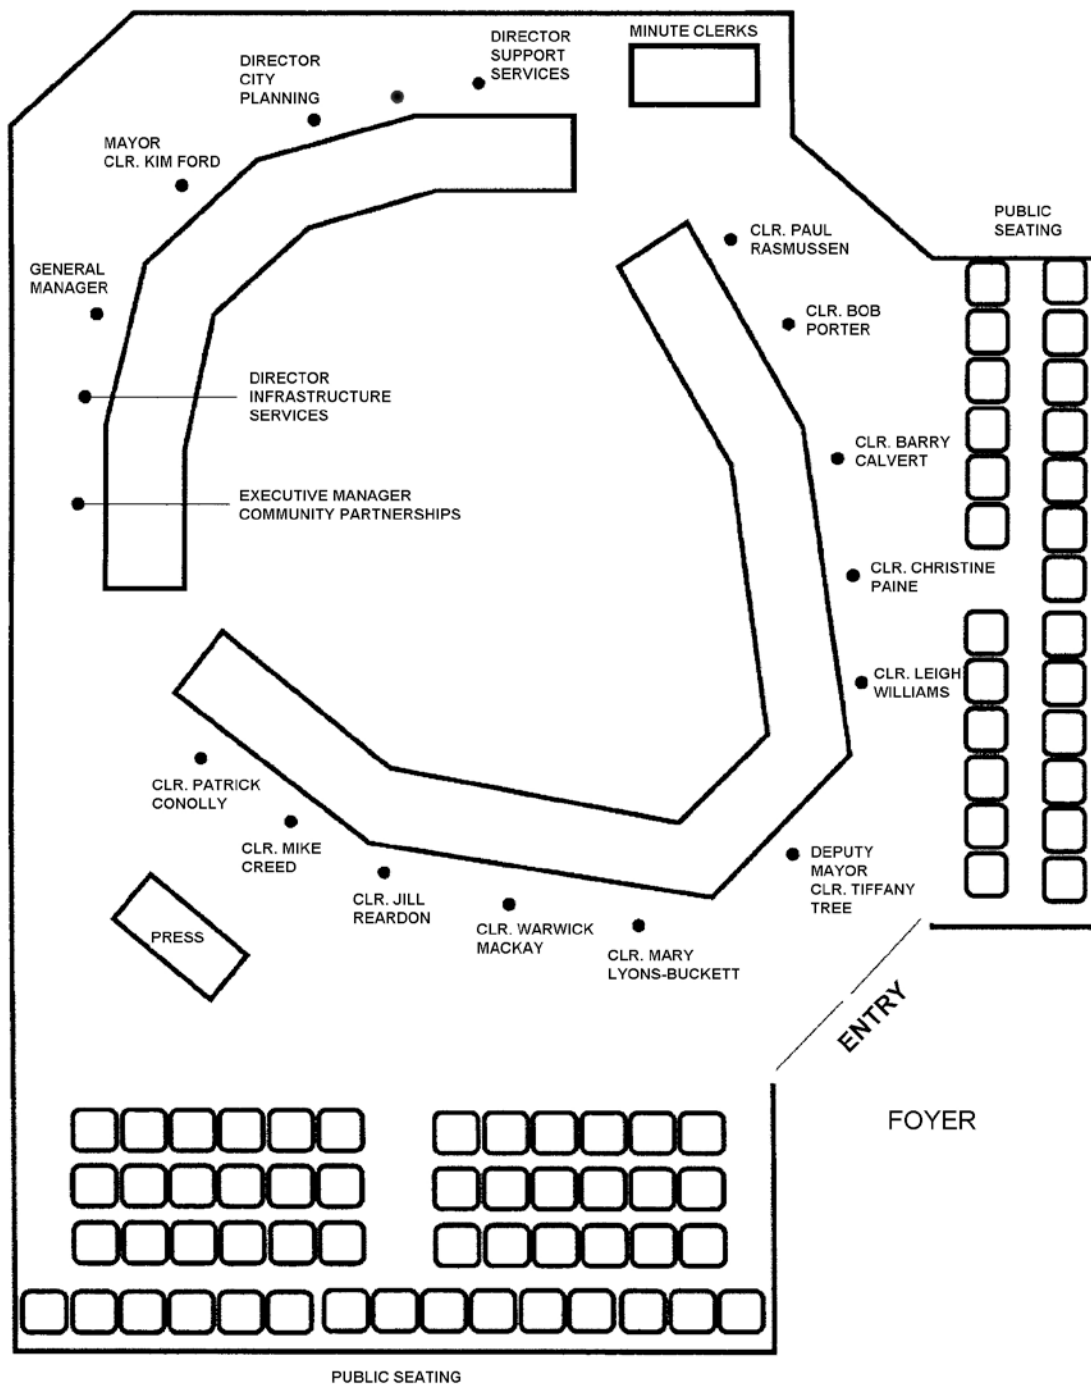 MINUTE CLERKS
DIRECTOR
SUPPORT
SERVICES
DIRECTOR
CITY
PLANNING
MAYOR
CLR. KIM FORD
GENERAL
MANAGER
DIRECTOR
INFRASTRUCTURE
SERVICES
EXECUTIVE MANAGER
COMMUNITY PARTNERSHIPS
CLR. PAUL
RASMUSSEN
PUBLIC
SEATING
CLR. BOB
PORTER
CLR. BARRY
CALVERT
CLR. CHRISTINE
PAINE
CLR. LEIGH
WILLIAMS
DEPUTY
MAYOR
CLR. TIFFANY
TREE
CLR. PATRICK
CONOLLY
CLR. MIKE
CREED
CLR. JILL
REARDON
CLR. WARWICK
MACKAY
CLR. MARY
LYONS-BUCKETT
PRESS
ENTRY
FOYER
PUBLIC SEATING